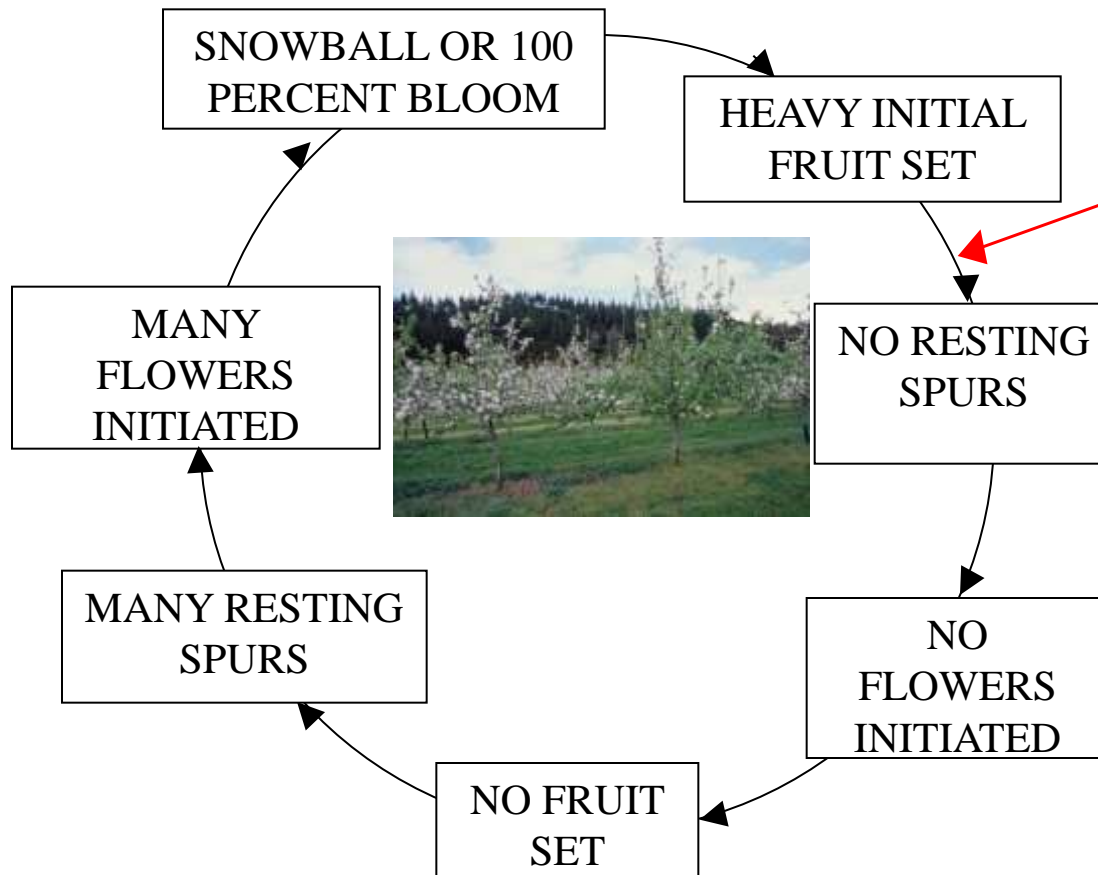 SNOWBALL OR 100
PERCENT BLOOM
HEAVY INITIAL
FRUIT SET
NO RESTING
SPURS
NO
FLOWERS
INITIATED
NO FRUIT
SET
MANY RESTING
SPURS
MANY
FLOWERS
INITIATED